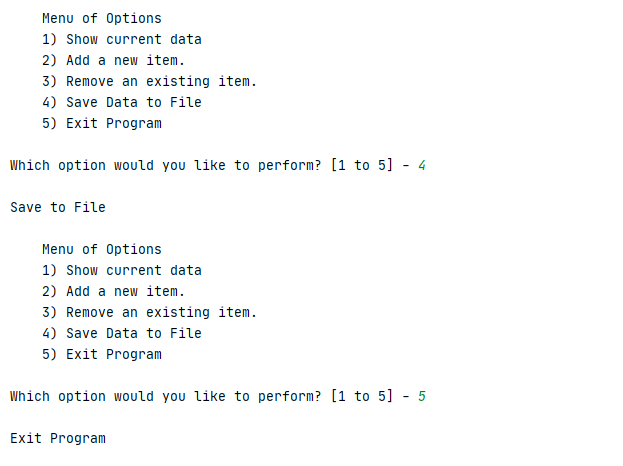 Menu of Options
1) Show current data
2) Add a new item.
3) Remove an existing item.
4) Save Data to File
5) Exit Program
Which option would you like to perform? [1 to 5] - 4
Save to File
Menu of Options
1) Show current data
2) Add a new item.
3) Remove an existing item.
4) Save Data to File
5) Exit Program
Which option would you like to perform? [1 to 5] - 5
Exit Program